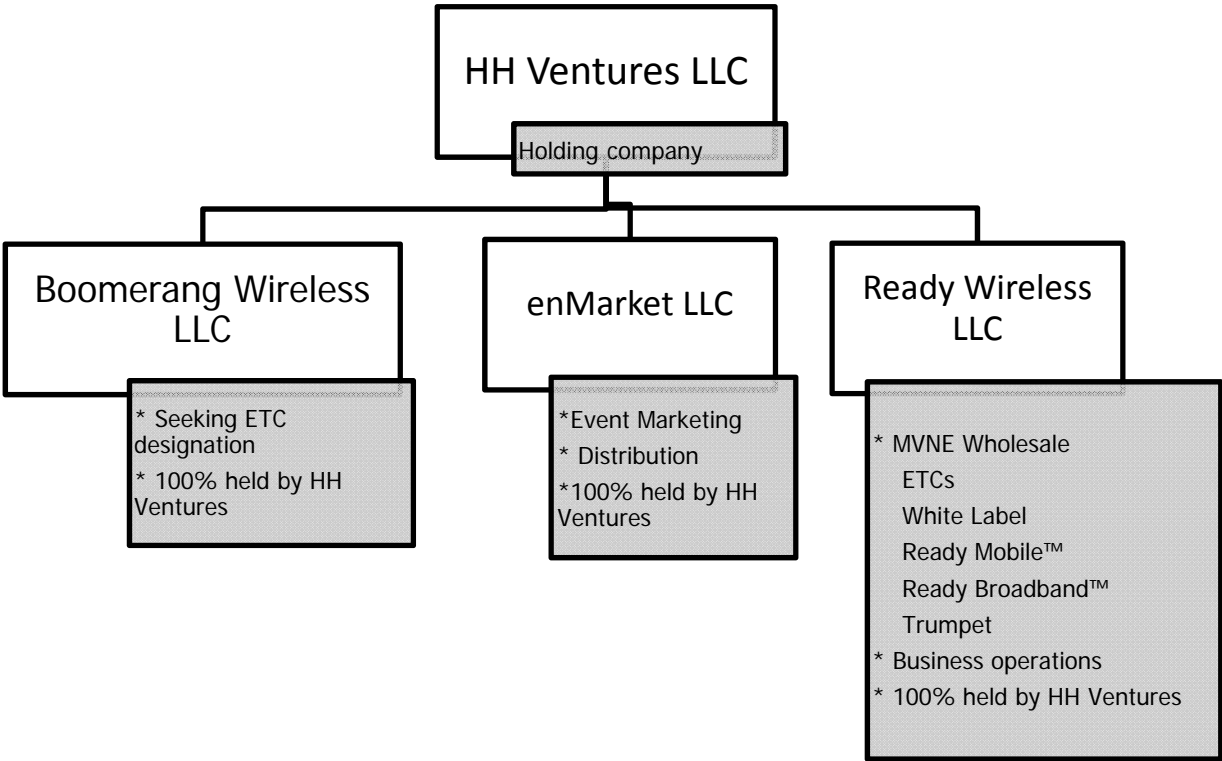 HH Ventures LLC
Holding company
Boomerang Wireless
LLC
* Seeking ETC
designation
* 100% held by HH
Ventures
enMarket LLC
*Event Marketing
* Distribution
*100% held by HH
Ventures
Ready Wireless
LLC
* MVNE Wholesale
ETCs
White Label
Ready Mobile™
Ready Broadband™
Trumpet
* Business operations
* 100% held by HH Ventures